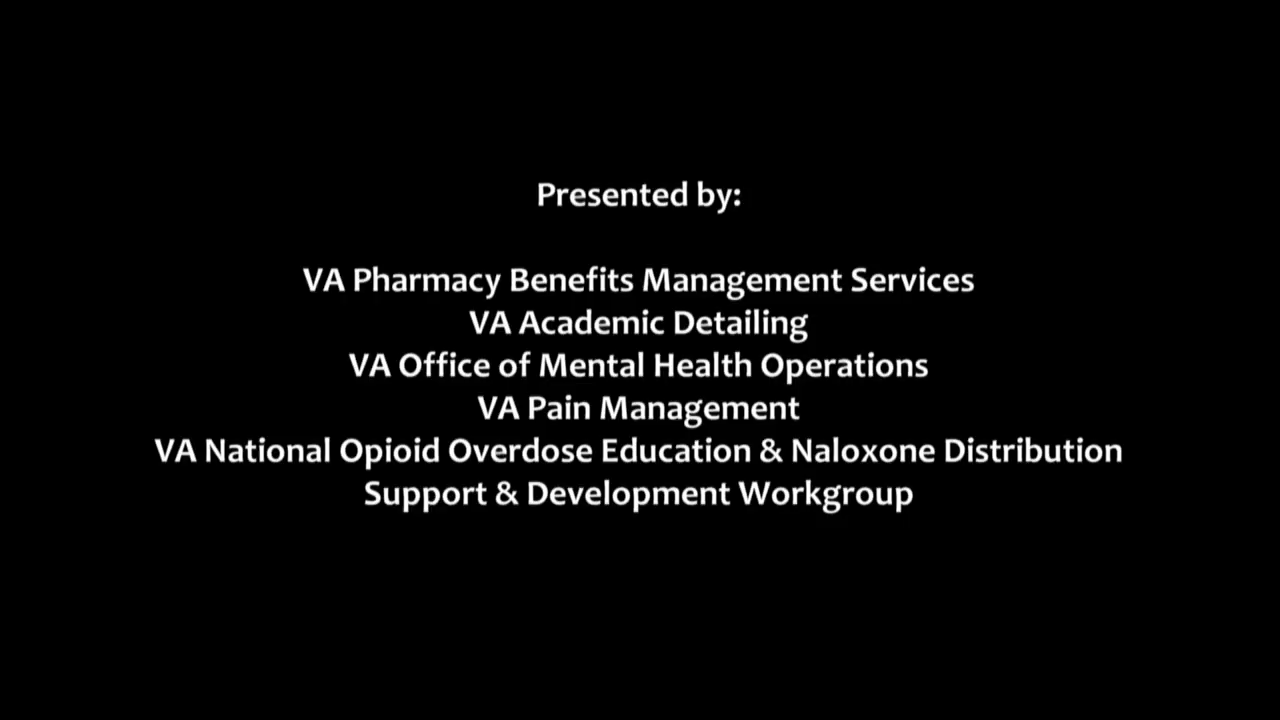 Presented by:
VA Pharmacy Benefits Management Services
VA Academic Detailing
VA Office of Mental Health Operations
VA Pain Management
VA National Opioid Overdose Education & Naloxone Distribution
Support & Development Workgroup